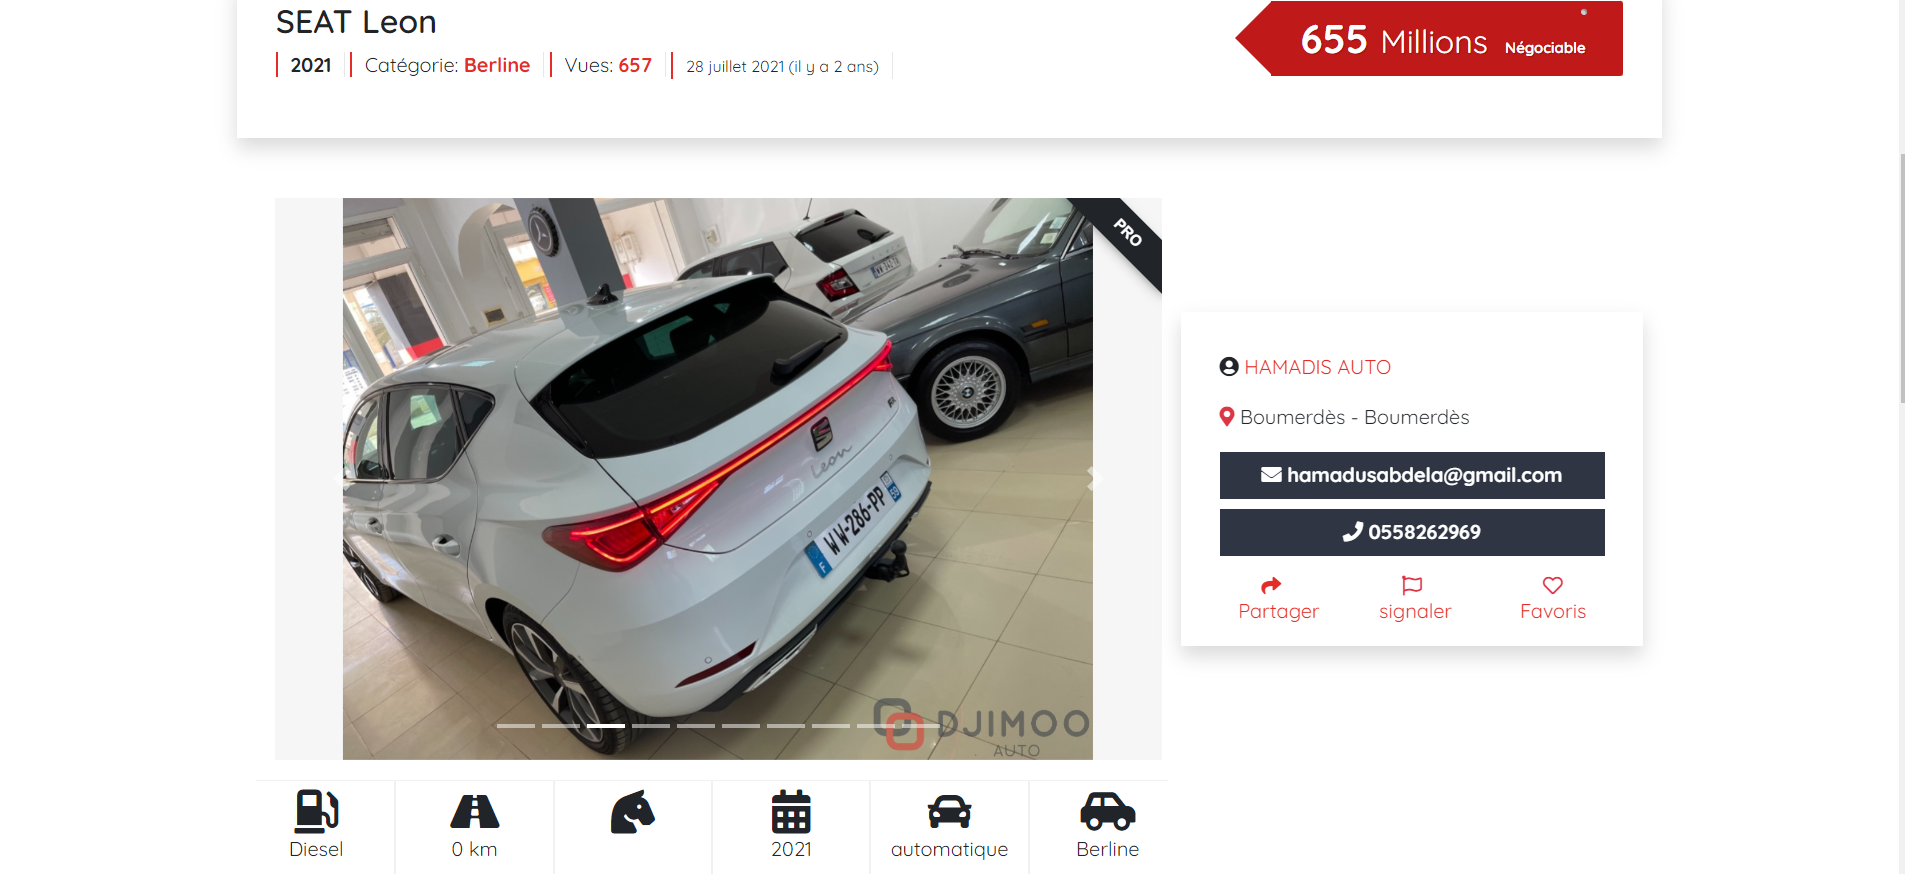 SEAT Leon
2021 Catégorie: Berline Vues: 657 28 juillet 2021 (il y a 2 ans)
655 Millions Négociable
PRO
Leon
WW-286-PP
F
DJIMOO
AUTO
HAMADIS AUTO
Boumerdès - Boumerdès
hamadusabdela@gmail.com
0558262969
Partager signaler Favoris
Diesel 0 km 2021 automatique Berline